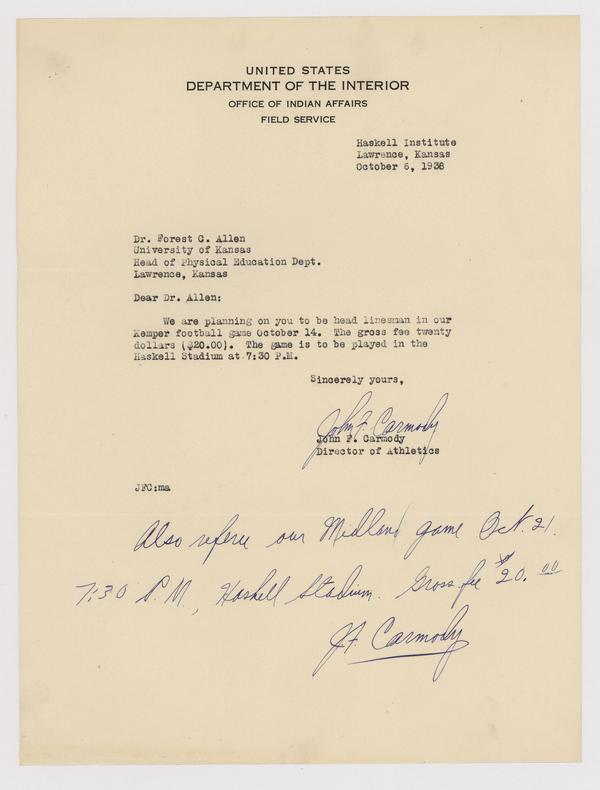 UNITED STATES
DEPARTMENT OF THE INTERIOR
OFFICE OF INDIAN AFFAIRS
FIELD SERVICE
Haskell Institute
Lawrence, Kansas
October 6, 1938
Dr. Forest C. Allen
University of Kansas
Head of Physical Education Dept.
Lawrence, Kansas
Dear Dr. Allen:
We are planning on you to be head linesman in our
Kemper football game October 14. The gross fee twenty
dollars ($20.00). The game is to be played in the
Haskell Stadium at 7:30 P.M.
Sincerely yours,
John F. Carmody
John F. Carmody
Director of Athletics
JFC:ma
Also referee our Midland game Oct. 21.
7:30 P.M., Haskell Stadium. Gross fee $20.00
J.F. Carmody